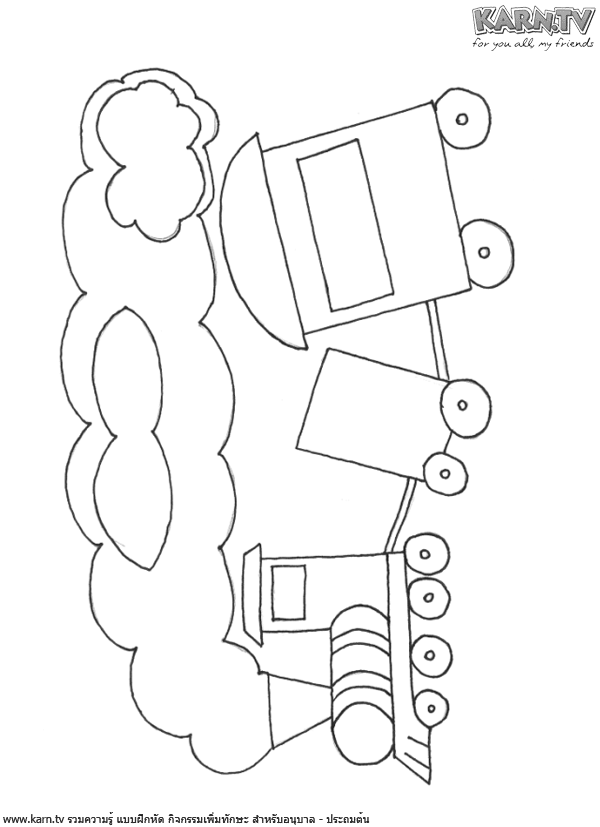 KARN.TV
for you all, my friends
www.karn.tv รวมความรู้ แบบฝึกหัด กิจกรรมเพิ่มทักษะ สำหรับอนุบาล - ประถมต้น